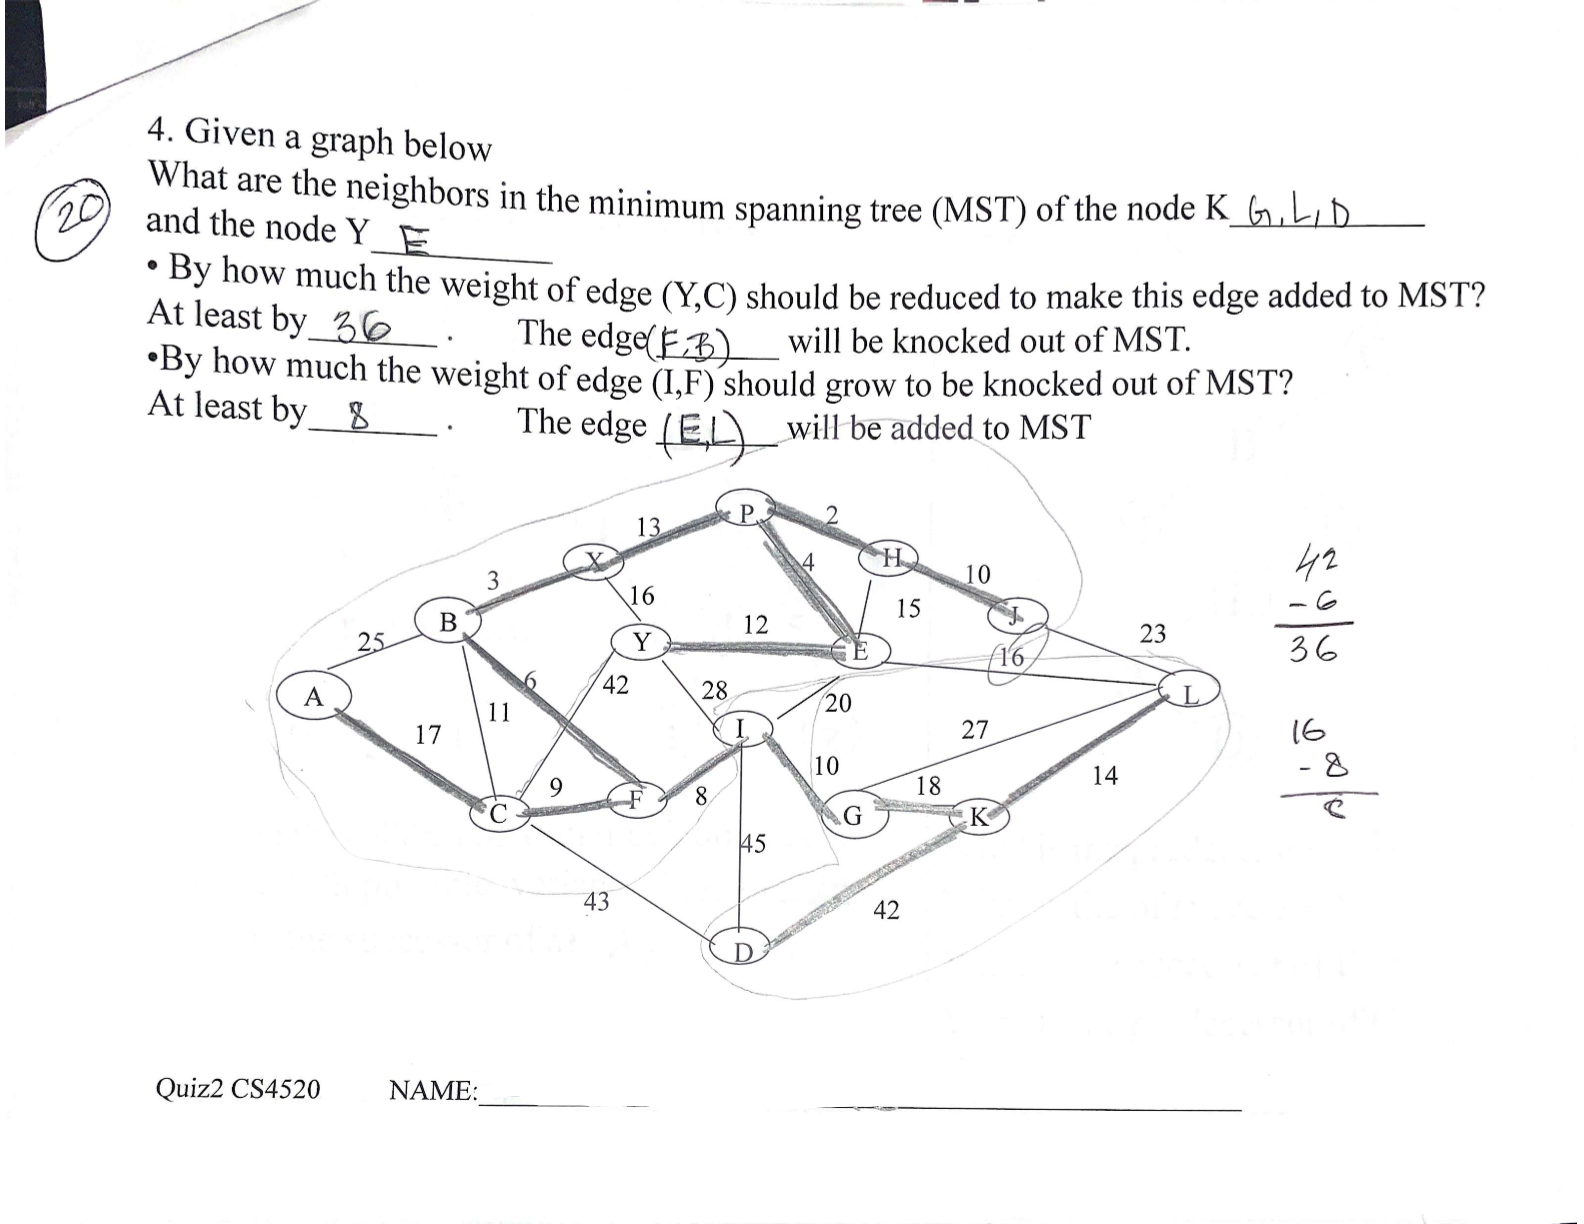 4. Given a graph below
What are the neighbors in the minimum spanning tree (MST) of the node K G,L,D
20
and the node Y E
• By how much the weight of edge (Y,C) should be reduced to make this edge added to MST?
At least by 36 . The edge (F,B) will be knocked out of MST.
•By how much the weight of edge (I,F) should grow to be knocked out of MST?
At least by 8 . The edge (E,L) will be added to MST
P
2
13
X
4
H
10
42
3
16
-6
B
15
J
36
12
25
Y
E
16
23
6
42
28
A
11
20
L
17
I
27
16
9
10
-8
8
18
14
8
C
F
G
K
45
43
42
D
Quiz2 CS4520 NAME: